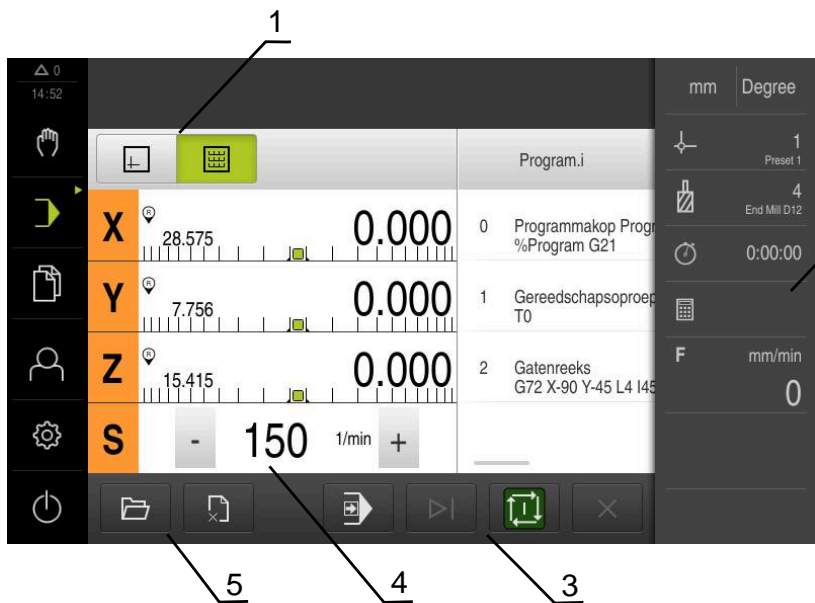 1
0
14:52
mm Degree
Program.i
1
Preset 1
4
End Mill D12
0:00:00
F mm/min
0
X R 28.575 0.000
Y R 7.756 0.000
Z R 15.415 0.000
S - 150 1/min +
0 Programmakop Progr
%Program G21
1 Gereedschapsoproep
T0
2 Gatenreeks
G72 X-90 Y-45 L4 I45
5
4
3